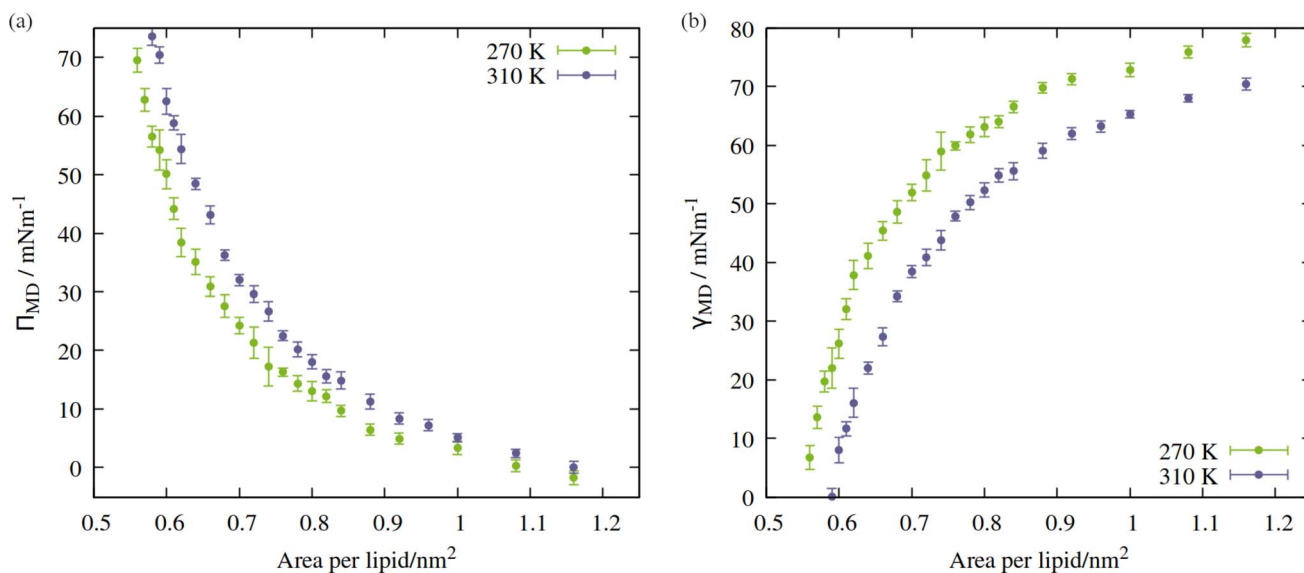 (a)
70
60
50
40
30
20
10
0
Π_MD / mNm⁻¹
270 K
310 K
0.5 0.6 0.7 0.8 0.9 1 1.1 1.2
Area per lipid/nm²
(b)
80
70
60
50
40
30
20
10
0
γ_MD / mNm⁻¹
270 K
310 K
0.5 0.6 0.7 0.8 0.9 1 1.1 1.2
Area per lipid/nm²